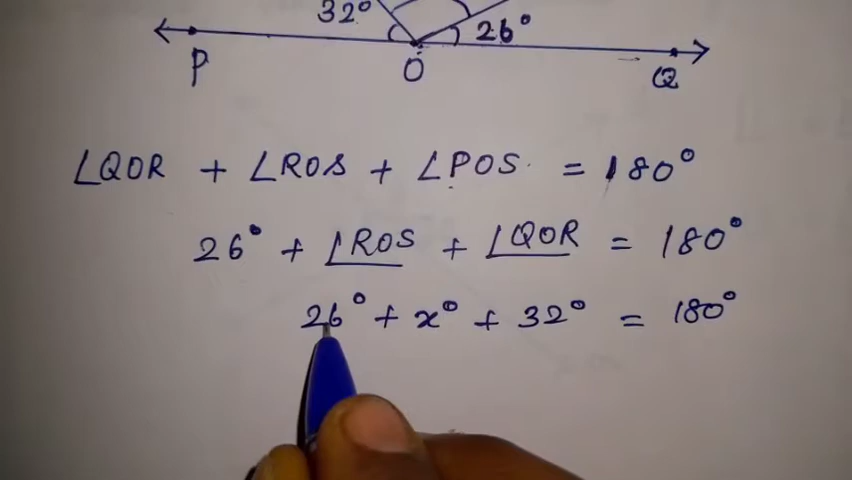 32° 26°
P O Q
∠QOR + ∠ROS + ∠POS = 180°
26° + ∠ROS + ∠QOR = 180°
26° + x° + 32° = 180°